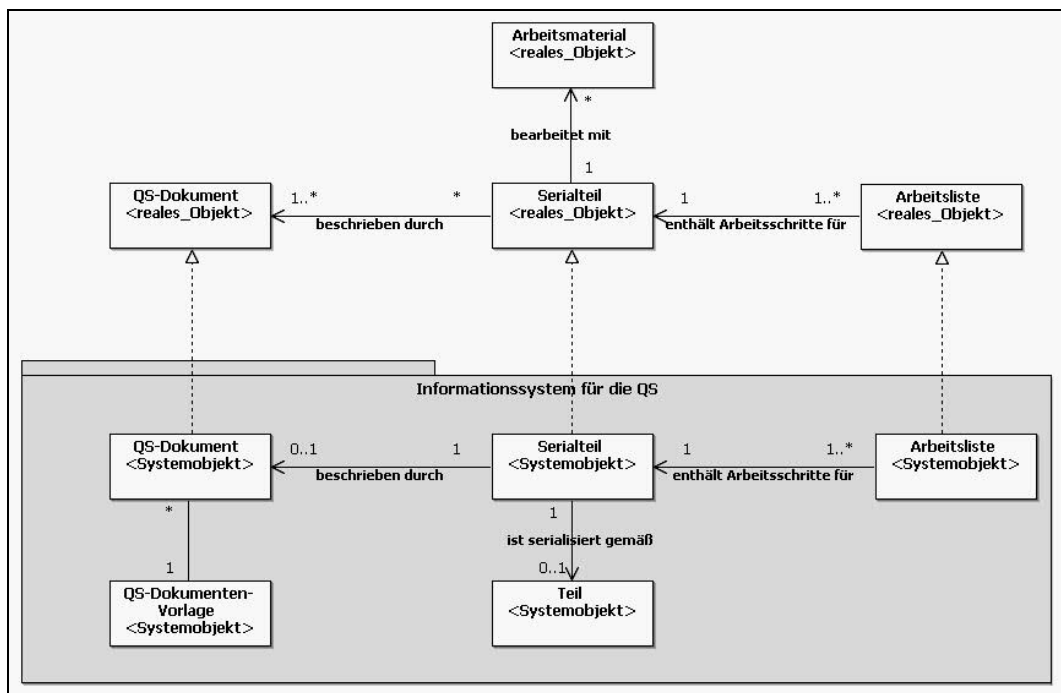 Arbeitsmaterial
<reales_Objekt>
*
bearbeitet mit
1
QS-Dokument
<reales_Objekt>
1..*
*
beschrieben durch
Serialteil
<reales_Objekt>
1
1..*
enthält Arbeitsschritte für
Arbeitsliste
<reales_Objekt>
Informationssystem für die QS
QS-Dokument
<Systemobjekt>
0..1
1
beschrieben durch
Serialteil
<Systemobjekt>
1
1..*
enthält Arbeitsschritte für
Arbeitsliste
<Systemobjekt>
*
1
1
ist serialisiert gemäß
0..1
QS-Dokumenten-
Vorlage
<Systemobjekt>
Teil
<Systemobjekt>